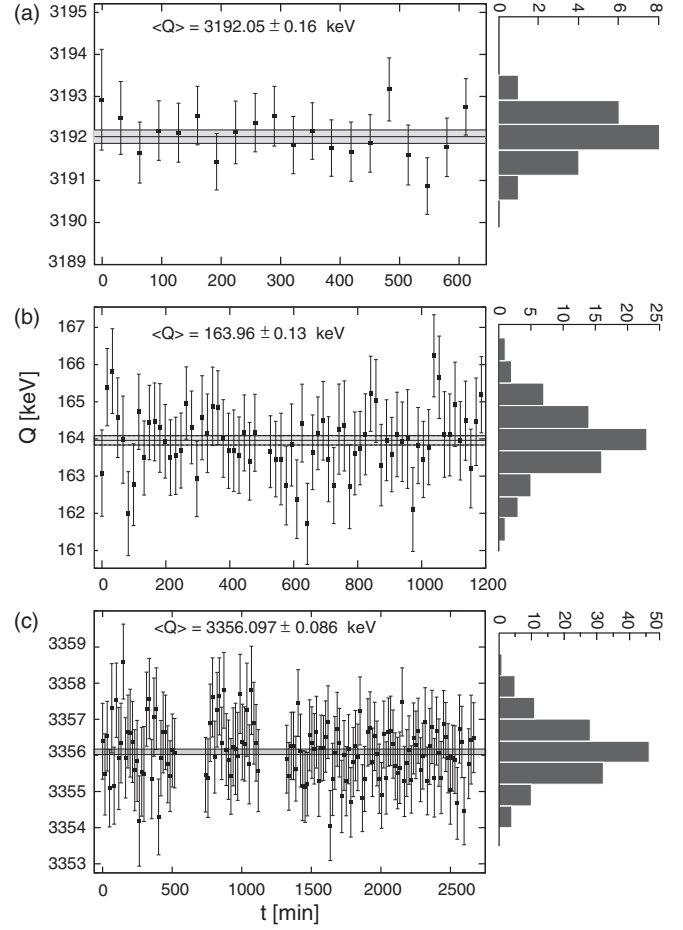 (a)
<Q> = 3192.05 ± 0.16 keV
3195
3194
3193
3192
3191
3190
3189
0 100 200 300 400 500 600
0 2 4 6 8
(b)
<Q> = 163.96 ± 0.13 keV
167
166
165
164
163
162
161
0 200 400 600 800 1000 1200
0 5 10 15 20 25
Q [keV]
(c)
<Q> = 3356.097 ± 0.086 keV
3359
3358
3357
3356
3355
3354
3353
0 500 1000 1500 2000 2500
0 10 20 30 40 50
t [min]